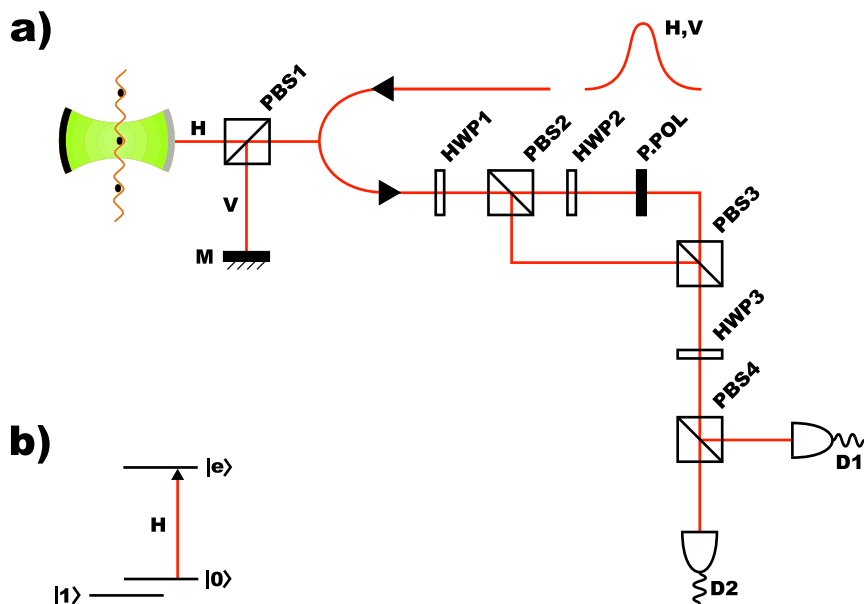 a)
H,V
PBS1
H
V
M
HWP1
PBS2
HWP2
P.POL
PBS3
HWP3
PBS4
D1
D2
b)
|e⟩
H
|0⟩
|1⟩